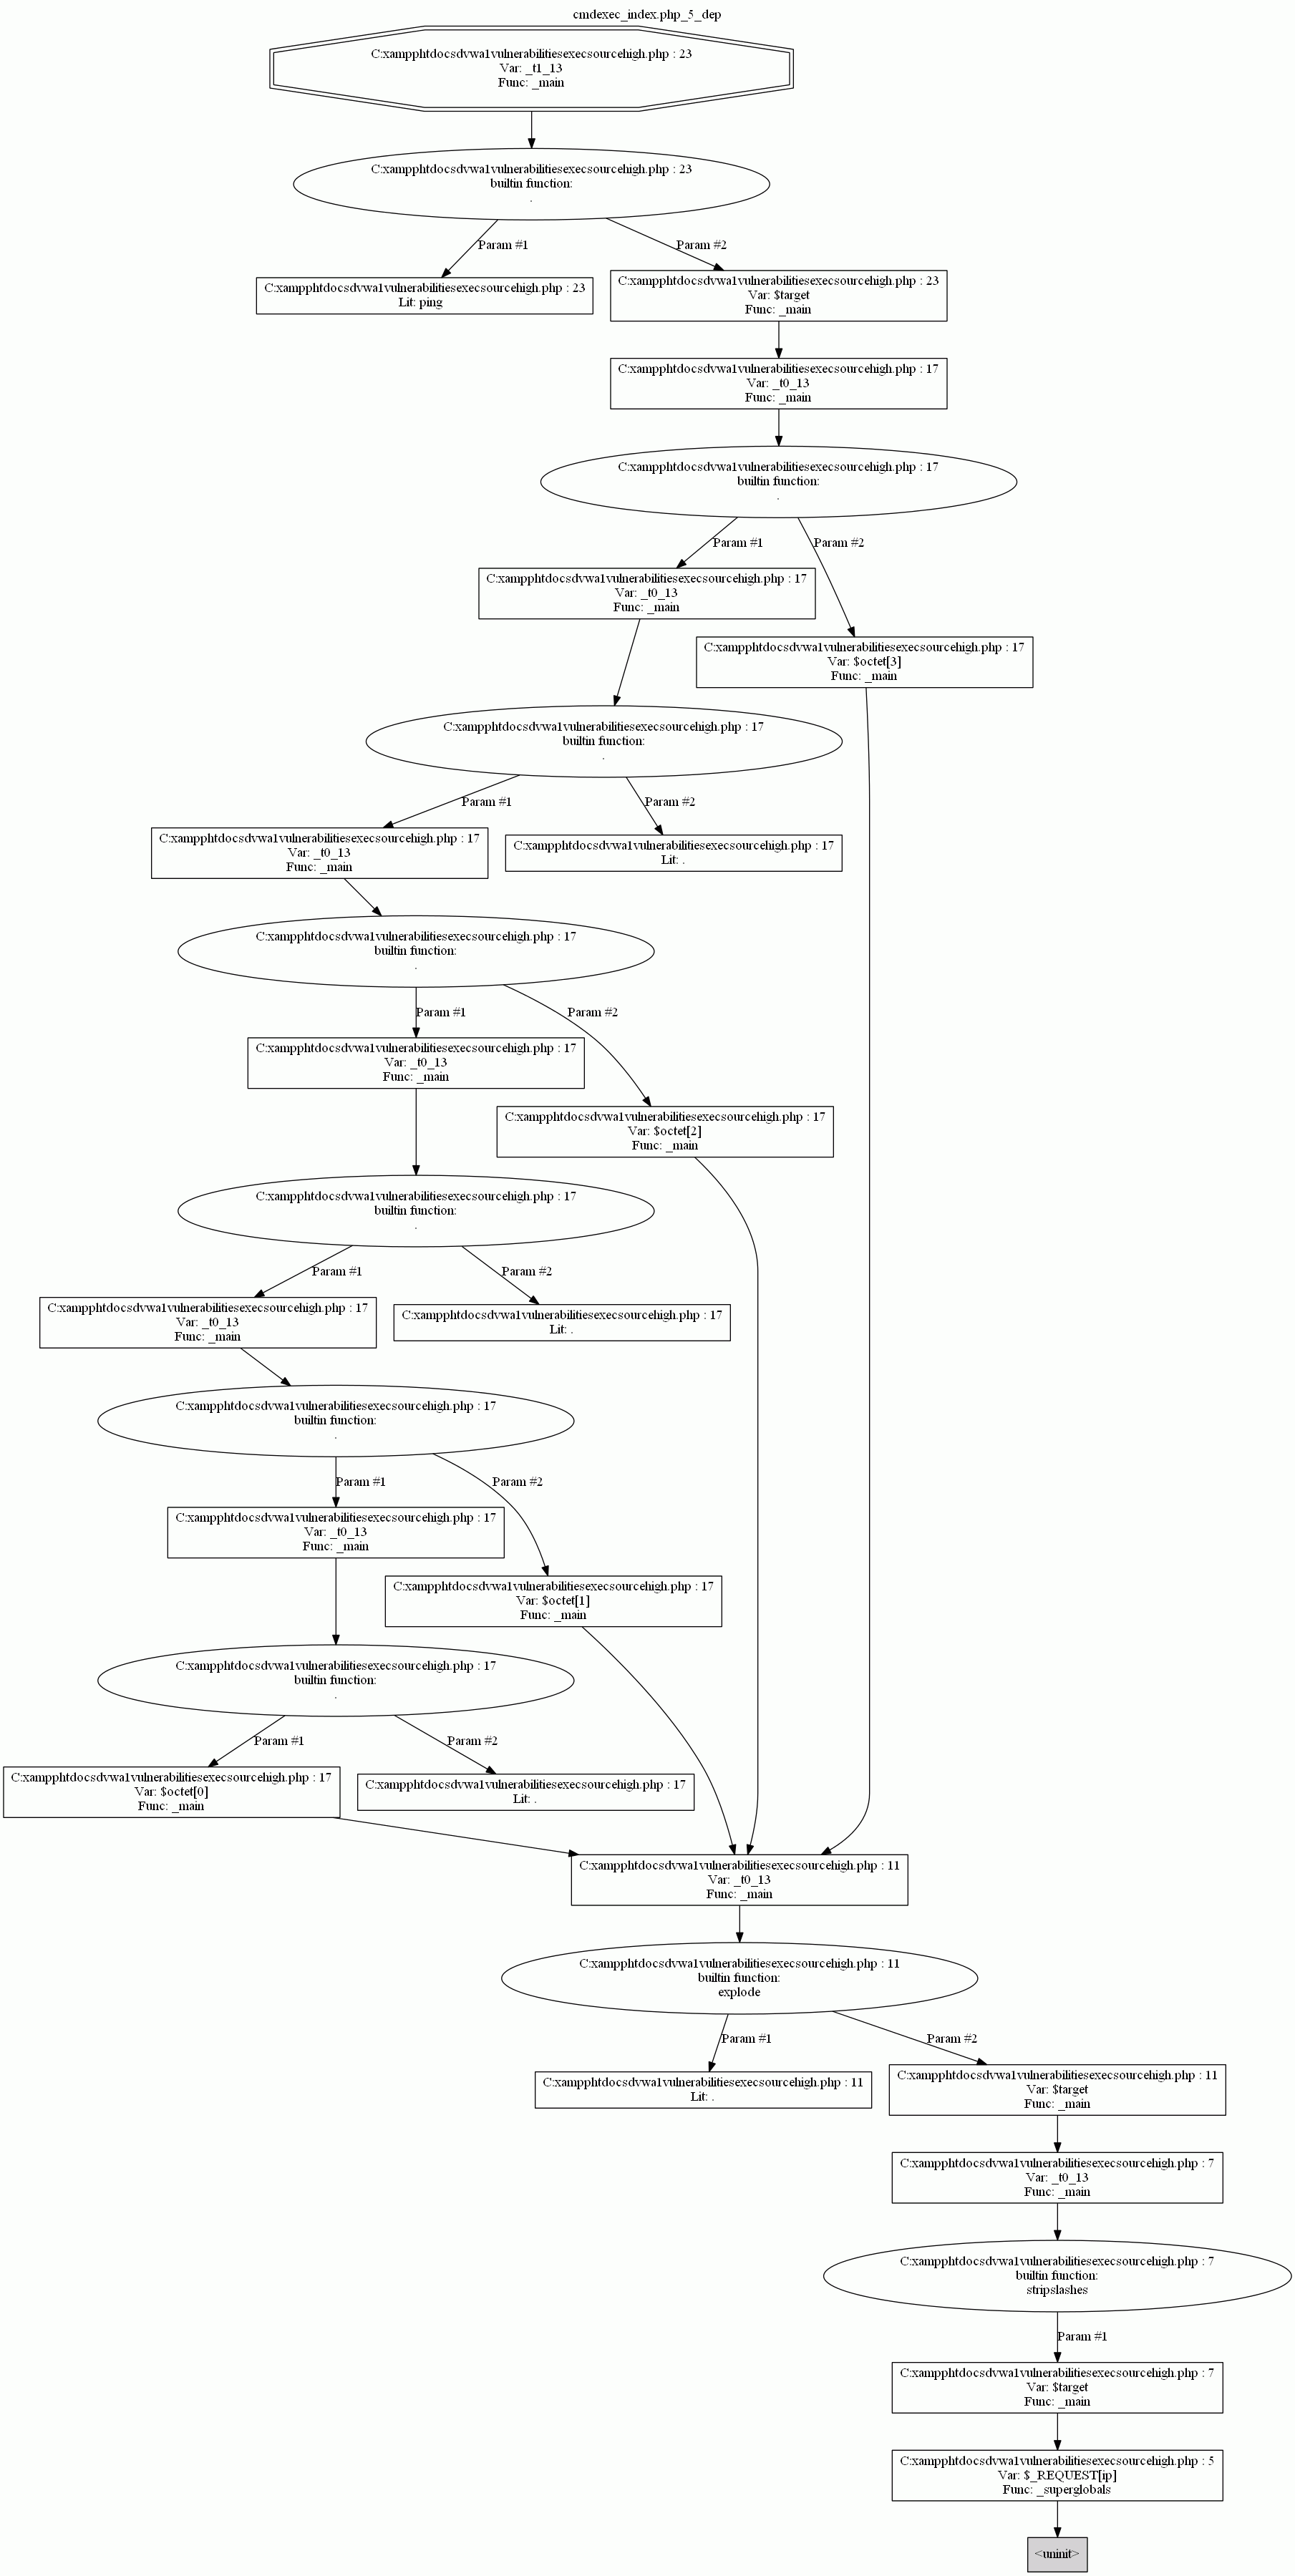 cmdexec_index.php_5_dep
C:xampphtdocsdvwa1vulnerabilitiesexecsourcehigh.php : 23
Var: _t1_13
Func: _main
C:xampphtdocsdvwa1vulnerabilitiesexecsourcehigh.php : 23
builtin function:
.
Param #1
Param #2
C:xampphtdocsdvwa1vulnerabilitiesexecsourcehigh.php : 23
Lit: ping
C:xampphtdocsdvwa1vulnerabilitiesexecsourcehigh.php : 23
Var: $target
Func: _main
C:xampphtdocsdvwa1vulnerabilitiesexecsourcehigh.php : 17
Var: _t0_13
Func: _main
C:xampphtdocsdvwa1vulnerabilitiesexecsourcehigh.php : 17
builtin function:
.
Param #1
Param #2
C:xampphtdocsdvwa1vulnerabilitiesexecsourcehigh.php : 17
Var: _t0_13
Func: _main
C:xampphtdocsdvwa1vulnerabilitiesexecsourcehigh.php : 17
Var: $octet[3]
Func: _main
C:xampphtdocsdvwa1vulnerabilitiesexecsourcehigh.php : 17
builtin function:
.
Param #1
Param #2
C:xampphtdocsdvwa1vulnerabilitiesexecsourcehigh.php : 17
Var: _t0_13
Func: _main
C:xampphtdocsdvwa1vulnerabilitiesexecsourcehigh.php : 17
Lit: .
C:xampphtdocsdvwa1vulnerabilitiesexecsourcehigh.php : 17
builtin function:
.
Param #1
Param #2
C:xampphtdocsdvwa1vulnerabilitiesexecsourcehigh.php : 17
Var: _t0_13
Func: _main
C:xampphtdocsdvwa1vulnerabilitiesexecsourcehigh.php : 17
Var: $octet[2]
Func: _main
C:xampphtdocsdvwa1vulnerabilitiesexecsourcehigh.php : 17
builtin function:
.
Param #1
Param #2
C:xampphtdocsdvwa1vulnerabilitiesexecsourcehigh.php : 17
Var: _t0_13
Func: _main
C:xampphtdocsdvwa1vulnerabilitiesexecsourcehigh.php : 17
Lit: .
C:xampphtdocsdvwa1vulnerabilitiesexecsourcehigh.php : 17
builtin function:
.
Param #1
Param #2
C:xampphtdocsdvwa1vulnerabilitiesexecsourcehigh.php : 17
Var: _t0_13
Func: _main
C:xampphtdocsdvwa1vulnerabilitiesexecsourcehigh.php : 17
Var: $octet[1]
Func: _main
C:xampphtdocsdvwa1vulnerabilitiesexecsourcehigh.php : 17
builtin function:
.
Param #1
Param #2
C:xampphtdocsdvwa1vulnerabilitiesexecsourcehigh.php : 17
Var: $octet[0]
Func: _main
C:xampphtdocsdvwa1vulnerabilitiesexecsourcehigh.php : 17
Lit: .
C:xampphtdocsdvwa1vulnerabilitiesexecsourcehigh.php : 11
Var: _t0_13
Func: _main
C:xampphtdocsdvwa1vulnerabilitiesexecsourcehigh.php : 11
builtin function:
explode
Param #1
Param #2
C:xampphtdocsdvwa1vulnerabilitiesexecsourcehigh.php : 11
Lit: .
C:xampphtdocsdvwa1vulnerabilitiesexecsourcehigh.php : 11
Var: $target
Func: _main
C:xampphtdocsdvwa1vulnerabilitiesexecsourcehigh.php : 7
Var: _t0_13
Func: _main
C:xampphtdocsdvwa1vulnerabilitiesexecsourcehigh.php : 7
builtin function:
stripslashes
Param #1
C:xampphtdocsdvwa1vulnerabilitiesexecsourcehigh.php : 7
Var: $target
Func: _main
C:xampphtdocsdvwa1vulnerabilitiesexecsourcehigh.php : 5
Var: $_REQUEST[ip]
Func: _superglobals
&lt;uninit&gt;